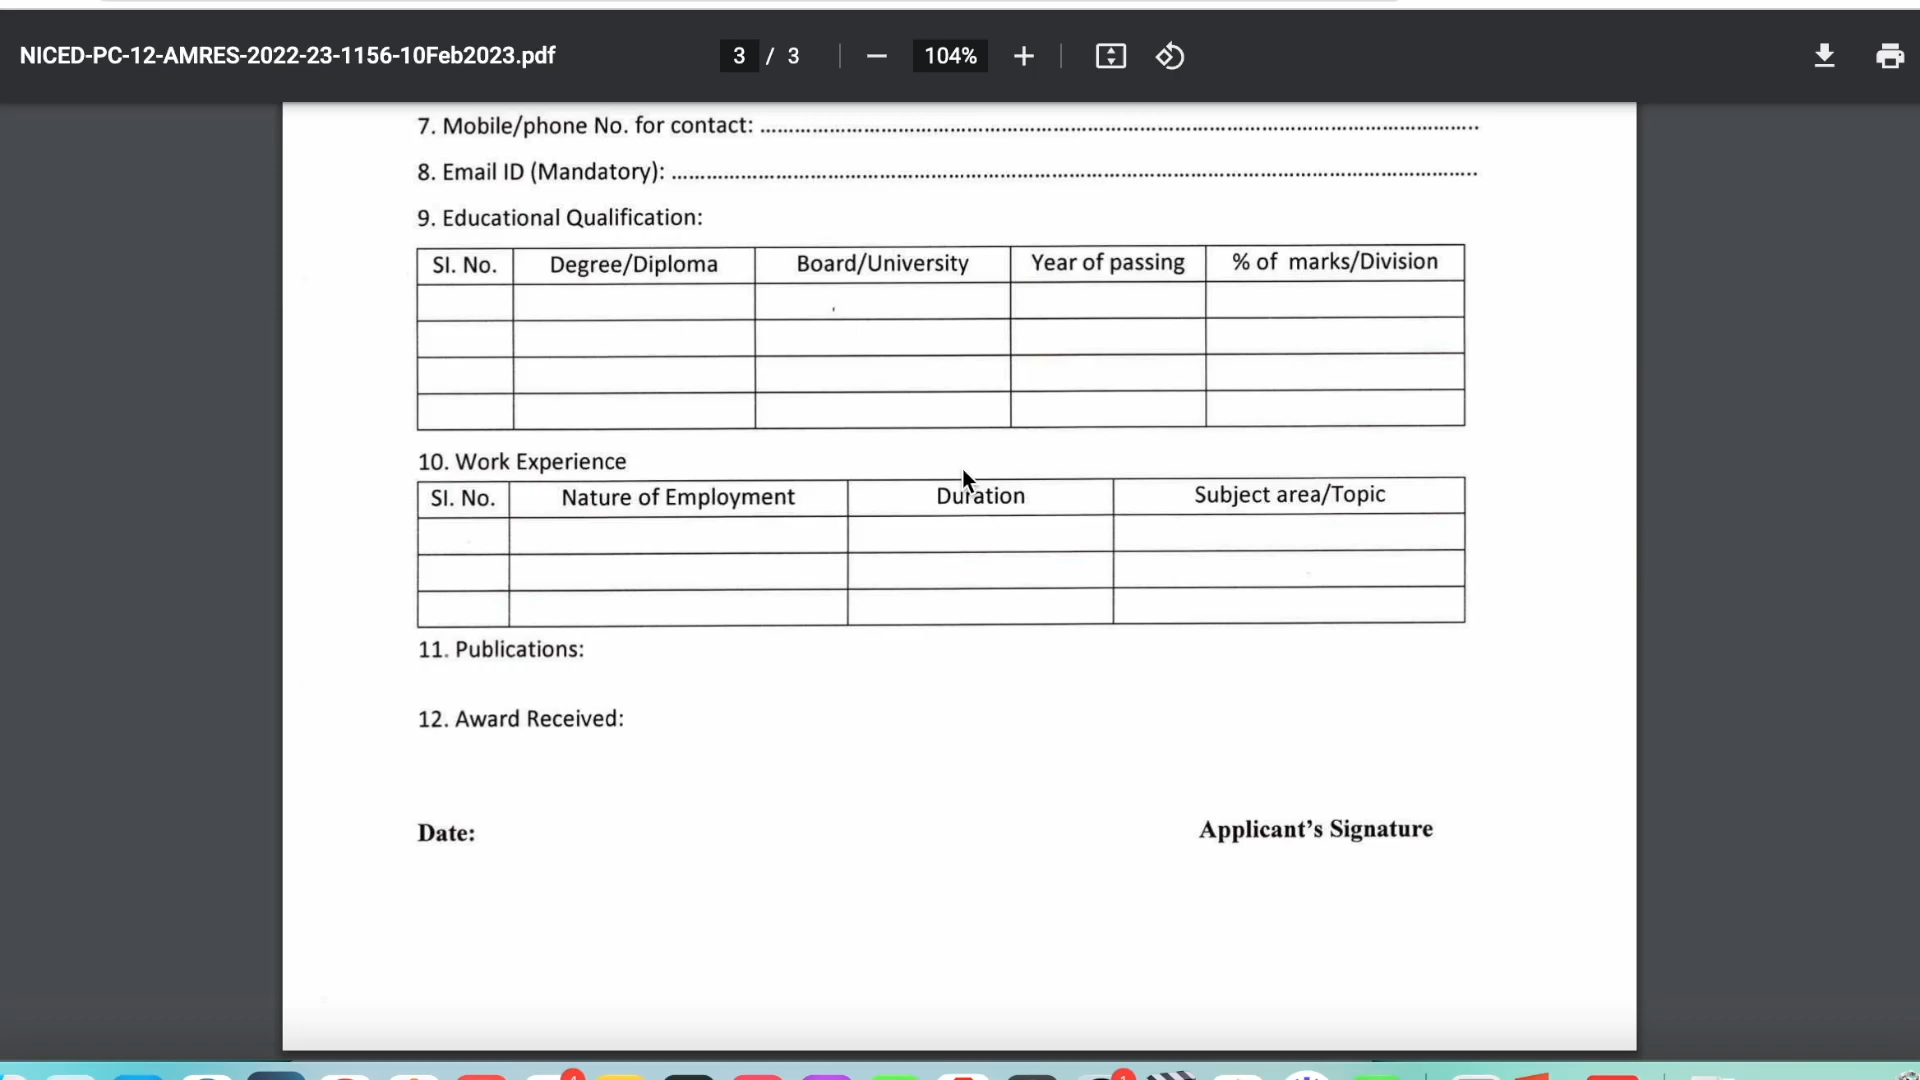 NICED-PC-12-AMRES-2022-23-1156-10Feb2023.pdf 3 / 3 104%
7. Mobile/phone No. for contact: ................................................................................................................
8. Email ID (Mandatory): ................................................................................................................................
9. Educational Qualification:
Sl. No. Degree/Diploma Board/University Year of passing % of marks/Division
10. Work Experience
Sl. No. Nature of Employment Duration Subject area/Topic
11. Publications:
12. Award Received:
Date: Applicant's Signature